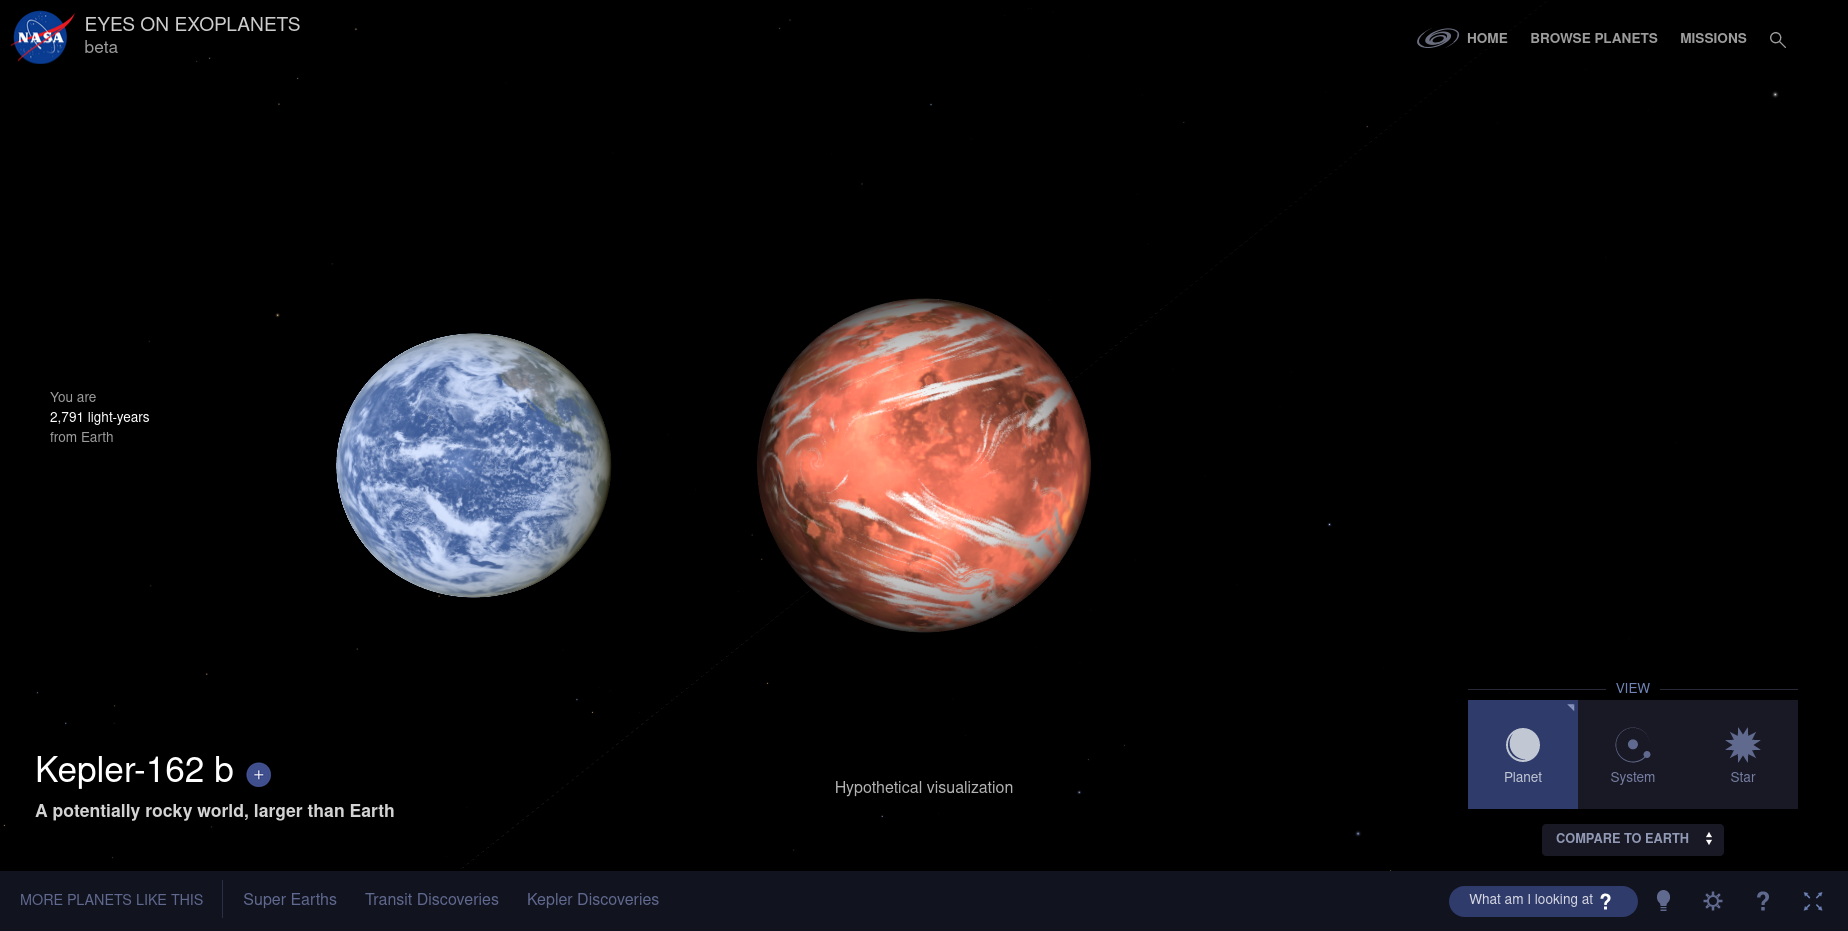 NASA
EYES ON EXOPLANETS
beta
HOME
BROWSE PLANETS
MISSIONS
You are
2,791 light-years
from Earth
Kepler-162 b +
A potentially rocky world, larger than Earth
Hypothetical visualization
VIEW
Planet
System
Star
COMPARE TO EARTH
MORE PLANETS LIKE THIS
Super Earths
Transit Discoveries
Kepler Discoveries
What am I looking at ?
?